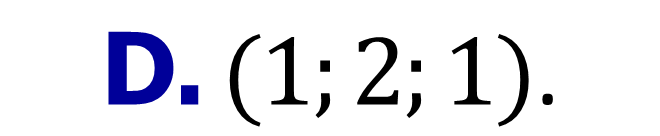 D. (1; 2; 1).